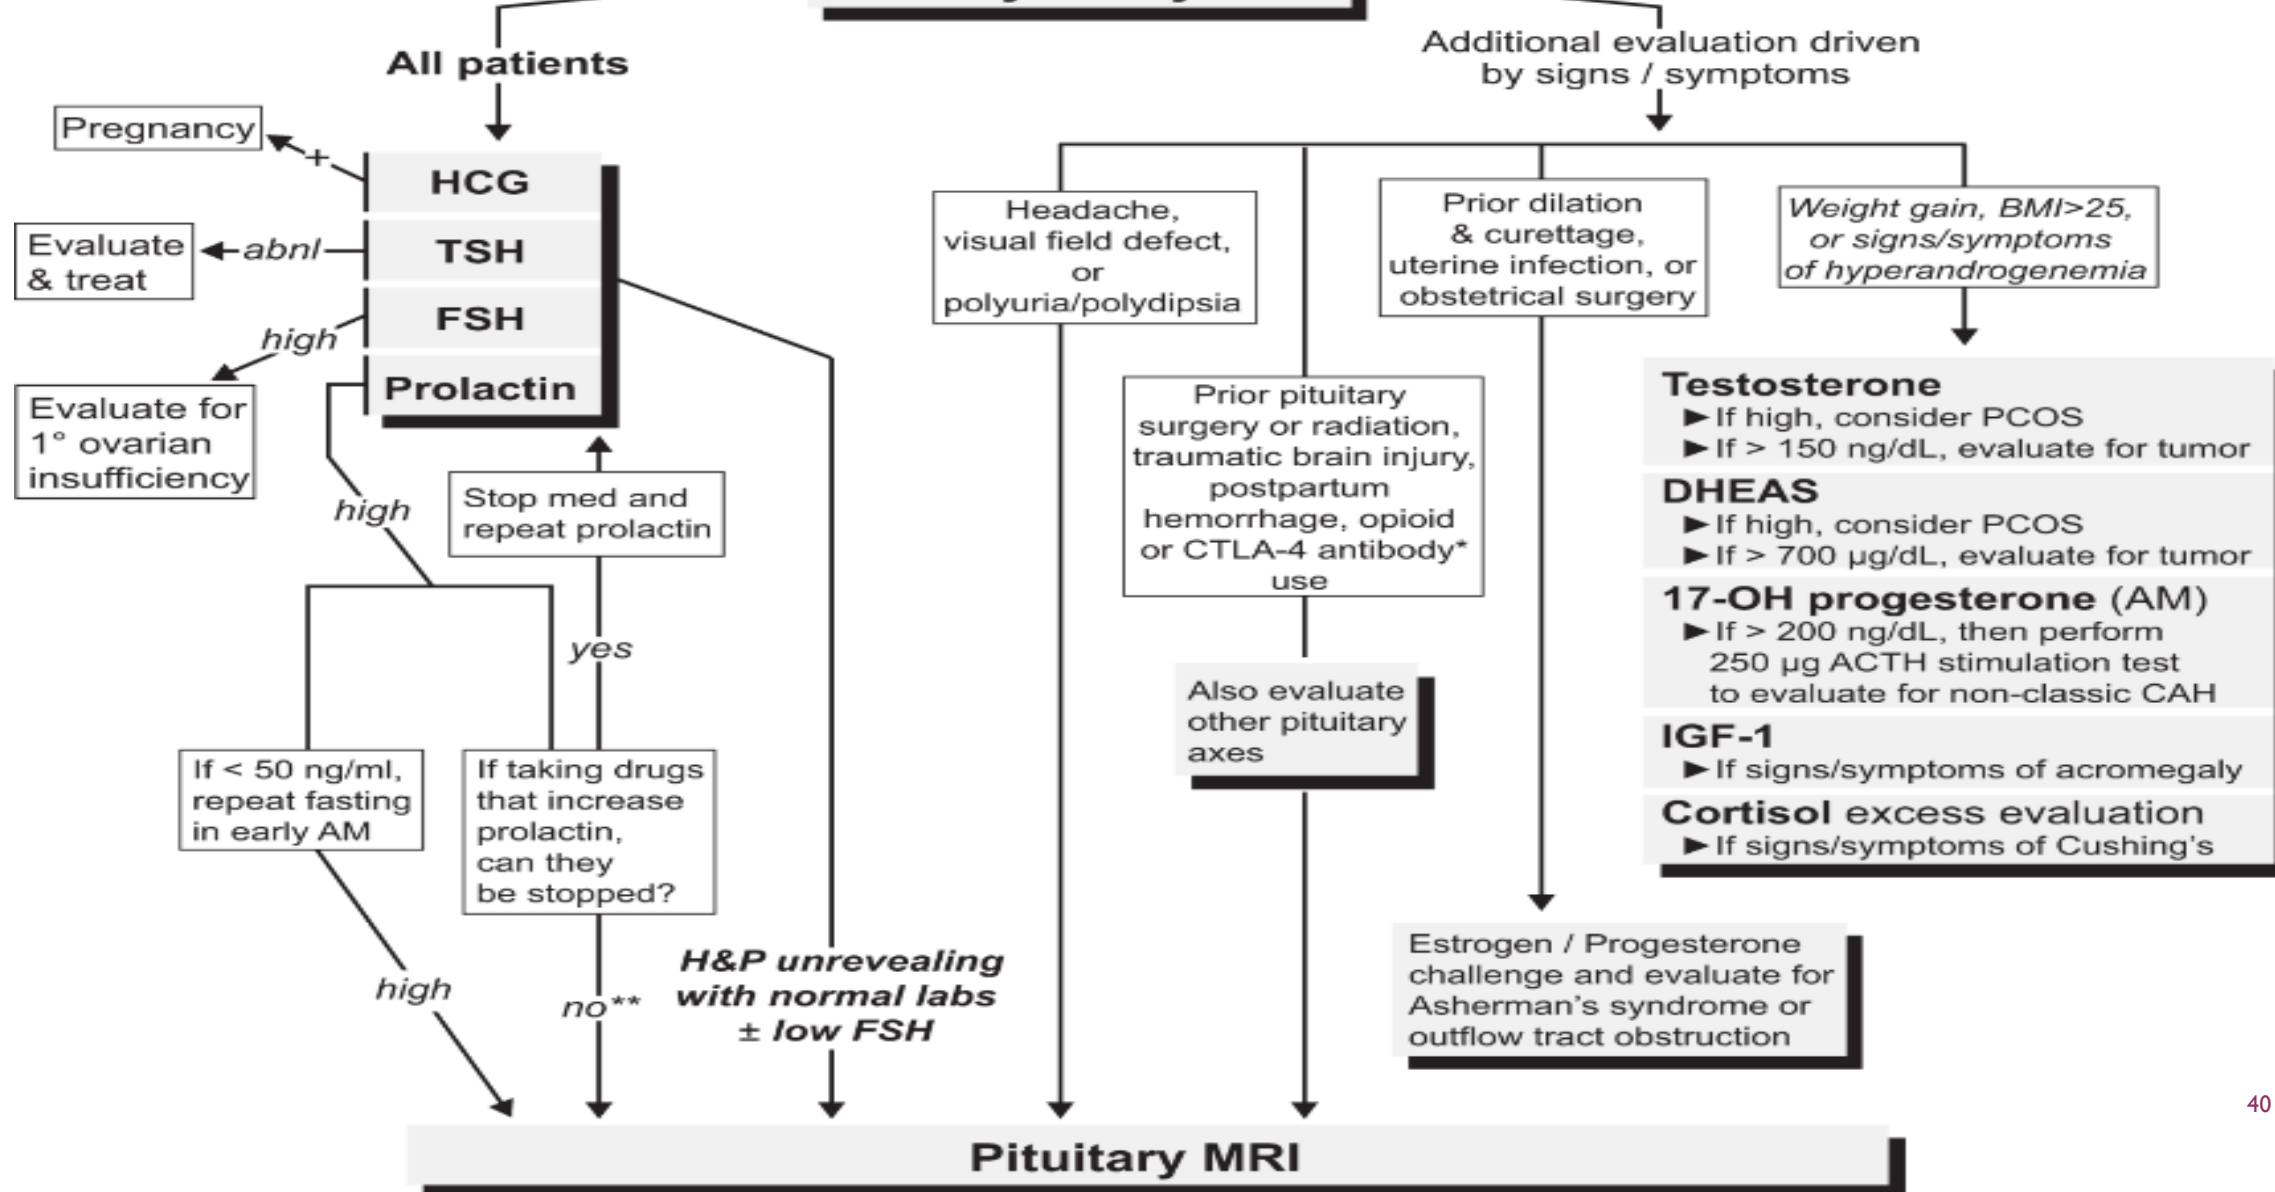 All patients
Additional evaluation driven
by signs / symptoms
Pregnancy
+
HCG
Evaluate
& treat
abnl
TSH
FSH
high
Prolactin
Evaluate for
1° ovarian
insufficiency
high
Stop med and
repeat prolactin
yes
If < 50 ng/ml,
repeat fasting
in early AM
If taking drugs
that increase
prolactin,
can they
be stopped?
high
no**
H&P unrevealing
with normal labs
± low FSH
Headache,
visual field defect,
or
polyuria/polydipsia
Prior pituitary
surgery or radiation,
traumatic brain injury,
postpartum
hemorrhage, opioid
or CTLA-4 antibody*
use
Also evaluate
other pituitary
axes
Prior dilation
& curettage,
uterine infection, or
obstetrical surgery
Estrogen / Progesterone
challenge and evaluate for
Asherman's syndrome or
outflow tract obstruction
Weight gain, BMI>25,
or signs/symptoms
of hyperandrogenemia
Testosterone
►If high, consider PCOS
►If > 150 ng/dL, evaluate for tumor
DHEAS
►If high, consider PCOS
►If > 700 µg/dL, evaluate for tumor
17-OH progesterone (AM)
►If > 200 ng/dL, then perform
250 µg ACTH stimulation test
to evaluate for non-classic CAH
IGF-1
►If signs/symptoms of acromegaly
Cortisol excess evaluation
►If signs/symptoms of Cushing's
40
Pituitary MRI